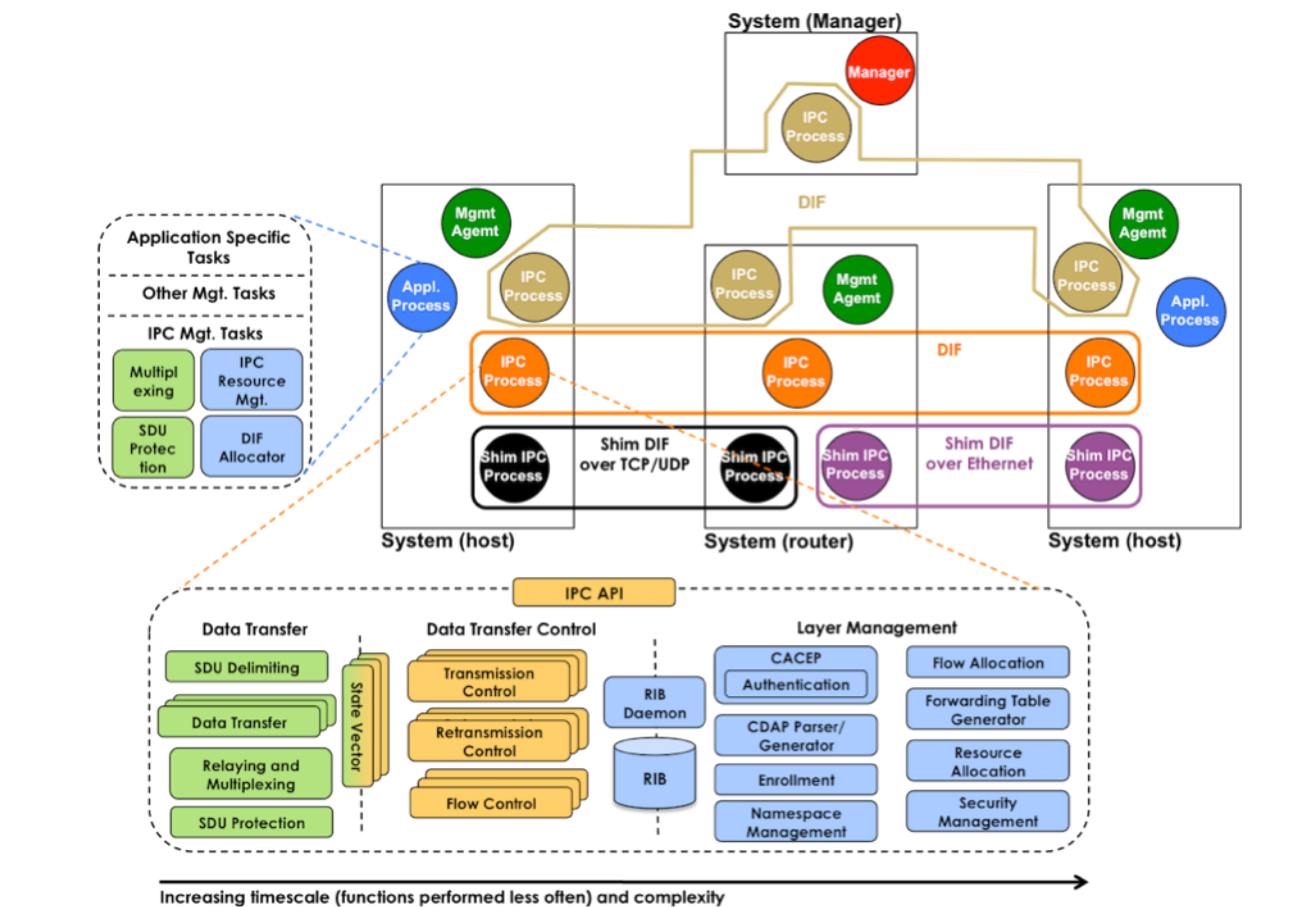 System (Manager)
Manager
IPC
Process
DIF
Mgmt
Agemt
IPC
Process
Appl.
Process
IPC
Process
Mgmt
Agemt
Mgmt
Agemt
IPC
Process
Appl.
Process
Application Specific
Tasks
Other Mgt. Tasks
IPC Mgt. Tasks
Multipl
exing
IPC
Resource
Mgt.
SDU
Protec
tion
DIF
Allocator
IPC
Process
IPC
Process
DIF
IPC
Process
Shim IPC
Process
Shim DIF
over TCP/UDP
Shim IPC
Process
Shim IPC
Process
Shim DIF
over Ethernet
Shim IPC
Process
System (host)
System (router)
System (host)
IPC API
Data Transfer
Data Transfer Control
Layer Management
SDU Delimiting
Data Transfer
Relaying and
Multiplexing
SDU Protection
State Vector
Transmission
Control
Retransmission
Control
Flow Control
RIB
Daemon
RIB
CACEP
Authentication
CDAP Parser/
Generator
Enrollment
Namespace
Management
Flow Allocation
Forwarding Table
Generator
Resource
Allocation
Security
Management
Increasing timescale (functions performed less often) and complexity